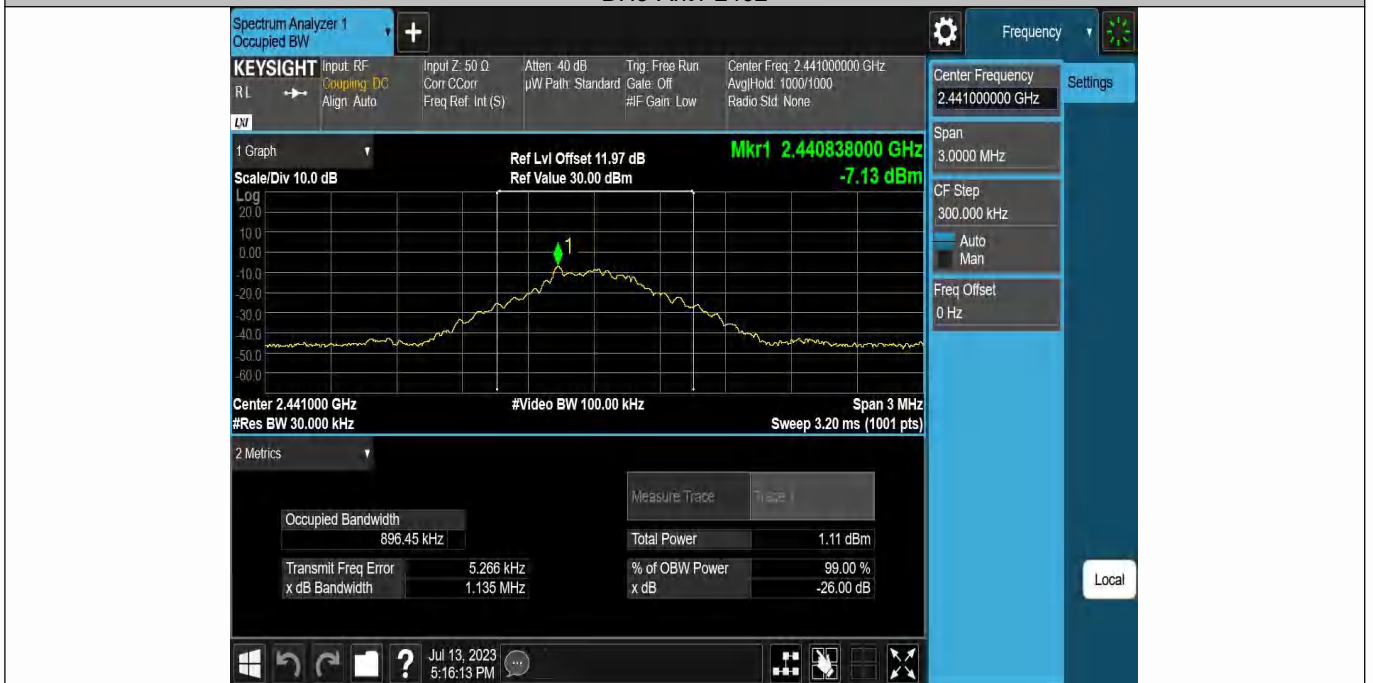 Spectrum Analyzer 1
Occupied BW
Frequency
KEYSIGHT
RL
LXI
Input: RF
Coupling: DC
Align: Auto
Input Z: 50 Ω
Corr CCorr
Freq Ref: Int (S)
Atten: 40 dB
µW Path: Standard
Trig: Free Run
Gate: Off
#IF Gain: Low
Center Freq: 2.441000000 GHz
Avg|Hold: 1000/1000
Radio Std: None
Center Frequency
2.441000000 GHz
Settings
Span
3.0000 MHz
CF Step
300.000 kHz
Auto
Man
Freq Offset
0 Hz
Local
1 Graph
Scale/Div 10.0 dB
Ref Lvl Offset 11.97 dB
Ref Value 30.00 dBm
Mkr1 2.440838000 GHz
-7.13 dBm
Log
20.0
10.0
0.00
-10.0
-20.0
-30.0
-40.0
-50.0
-60.0
1
Center 2.441000 GHz
#Video BW 100.00 kHz
Span 3 MHz
#Res BW 30.000 kHz
Sweep 3.20 ms (1001 pts)
2 Metrics
Measure Trace
Trace 1
Occupied Bandwidth
896.45 kHz
Total Power
1.11 dBm
Transmit Freq Error
5.266 kHz
% of OBW Power
99.00 %
x dB Bandwidth
1.135 MHz
x dB
-26.00 dB
?
Jul 13, 2023
5:16:13 PM